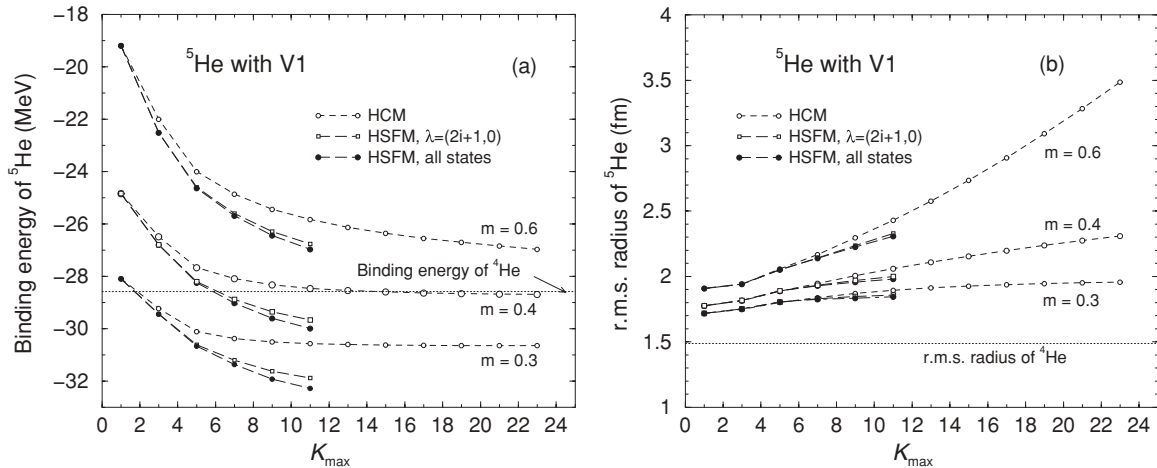 ⁵He with V1
(a)
HCM
HSFM, λ=(2i+1,0)
HSFM, all states
m = 0.6
Binding energy of ⁴He
m = 0.4
m = 0.3
Binding energy of ⁵He (MeV)
−18
−20
−22
−24
−26
−28
−30
−32
0 2 4 6 8 10 12 14 16 18 20 22 24
Kmax
⁵He with V1
(b)
HCM
HSFM, λ=(2i+1,0)
HSFM, all states
m = 0.6
m = 0.4
m = 0.3
r.m.s. radius of ⁴He
r.m.s. radius of ⁵He (fm)
4
3.5
3
2.5
2
1.5
1
0 2 4 6 8 10 12 14 16 18 20 22 24
Kmax